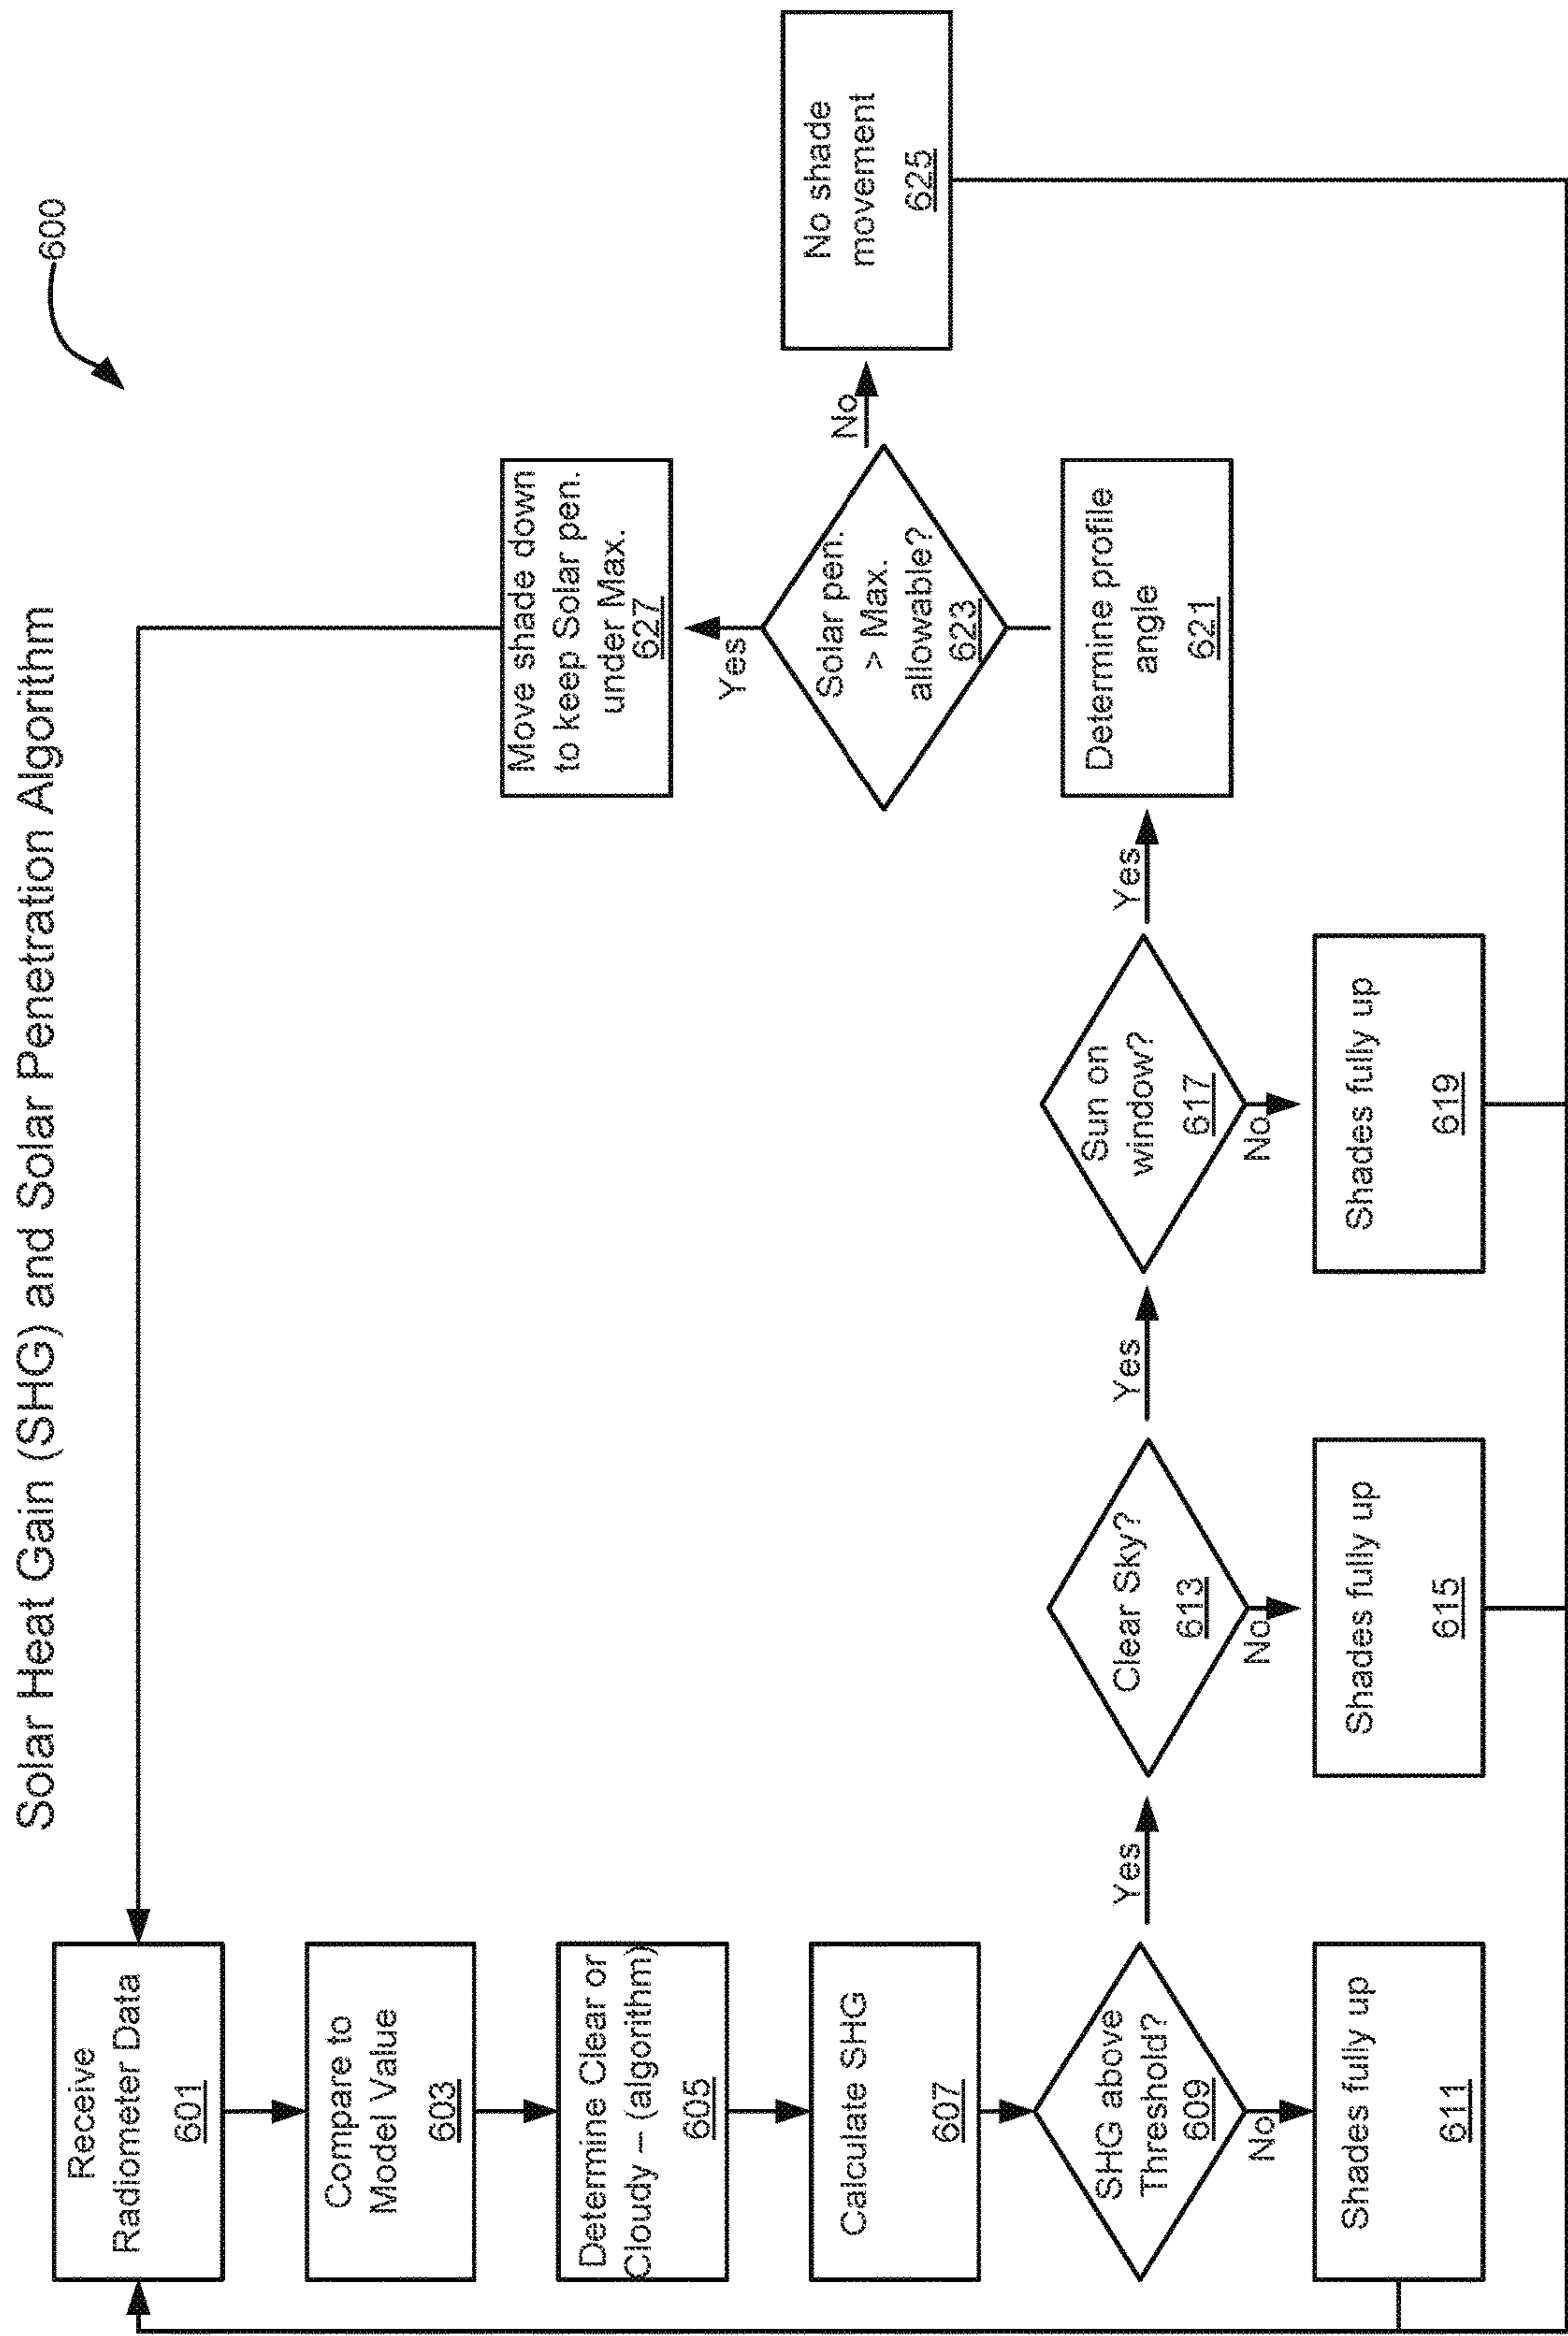 Solar Heat Gain (SHG) and Solar Penetration Algorithm
600
Receive
Radiometer Data
601
Compare to
Model Value
603
Determine Clear or
Cloudy – (algorithm)
605
Calculate SHG
607
SHG above
Threshold?
609
Yes
No
Shades fully up
611
Clear Sky?
613
Yes
No
Shades fully up
615
Sun on
window?
617
Yes
No
Shades fully up
619
Determine profile
angle
621
Solar pen.
> Max.
allowable?
623
Yes
No
Move shade down
to keep Solar pen.
under Max.
627
No shade
movement
625